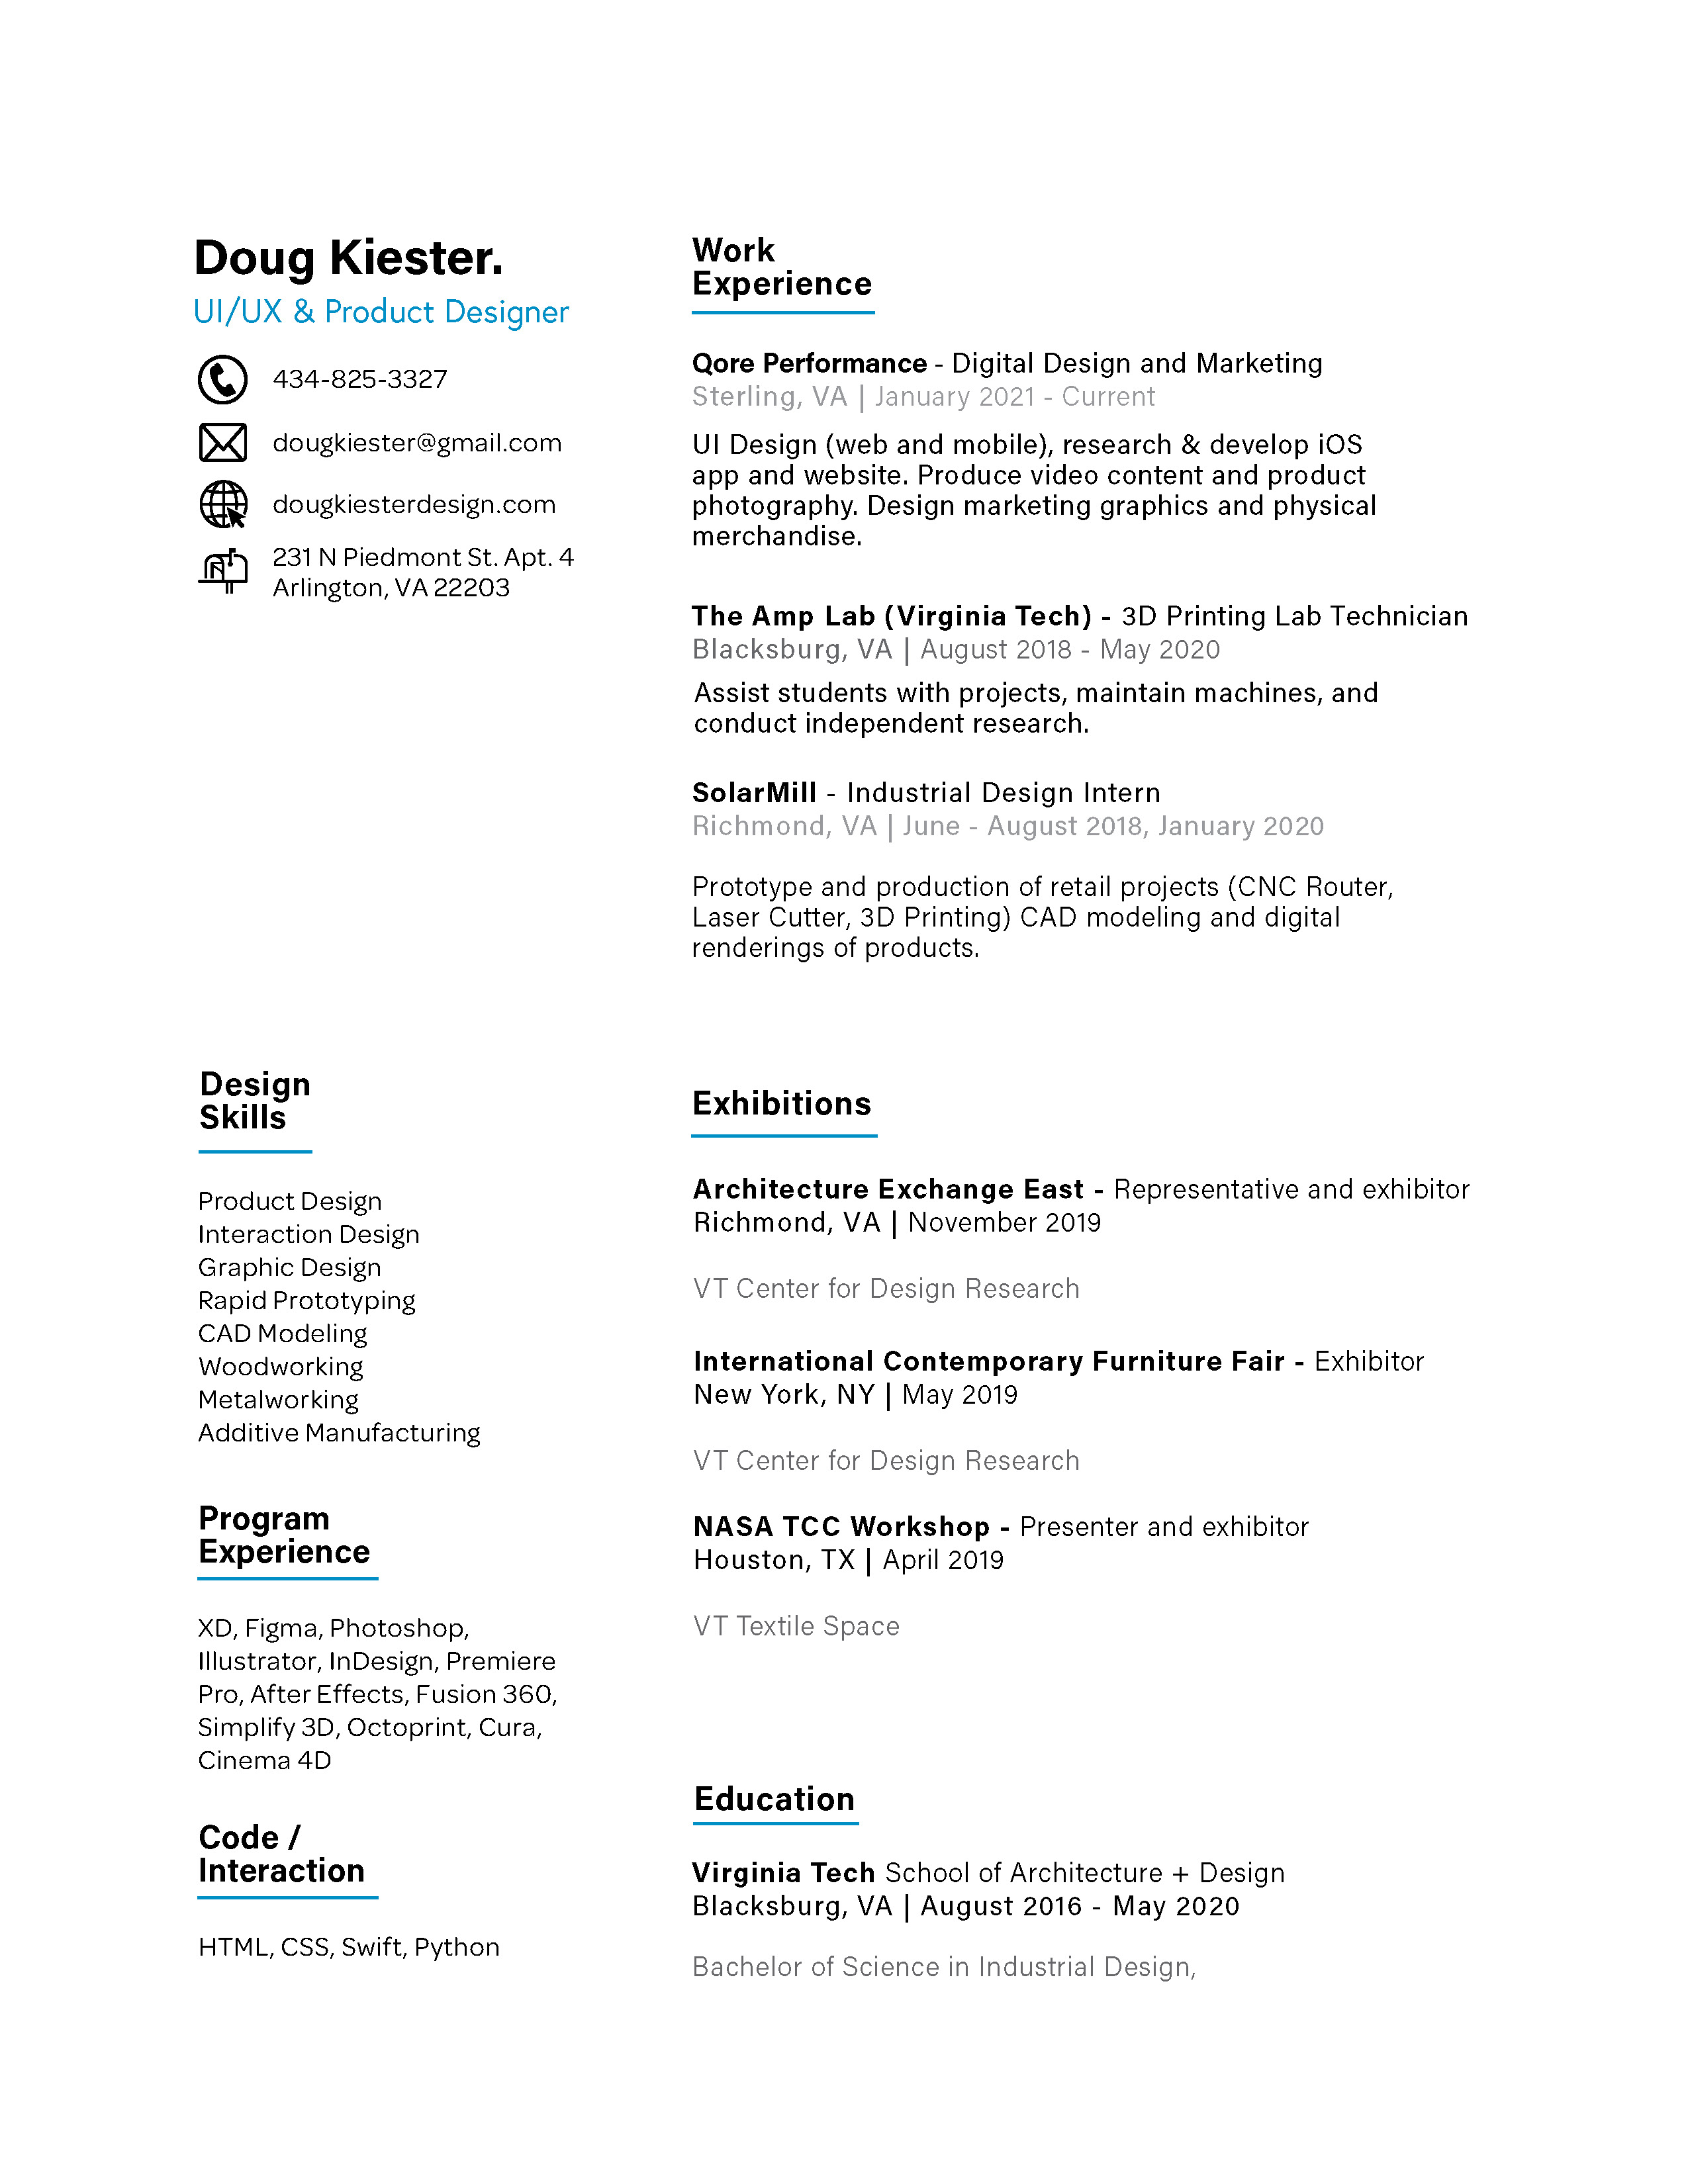 Doug Kiester.
UI/UX & Product Designer
434-825-3327
dougkiester@gmail.com
dougkiesterdesign.com
231 N Piedmont St. Apt. 4
Arlington, VA 22203
Work
Experience
Qore Performance - Digital Design and Marketing
Sterling, VA | January 2021 - Current
UI Design (web and mobile), research & develop iOS
app and website. Produce video content and product
photography. Design marketing graphics and physical
merchandise.
The Amp Lab (Virginia Tech) - 3D Printing Lab Technician
Blacksburg, VA | August 2018 - May 2020
Assist students with projects, maintain machines, and
conduct independent research.
SolarMill - Industrial Design Intern
Richmond, VA | June - August 2018, January 2020
Prototype and production of retail projects (CNC Router,
Laser Cutter, 3D Printing) CAD modeling and digital
renderings of products.
Design
Skills
Product Design
Interaction Design
Graphic Design
Rapid Prototyping
CAD Modeling
Woodworking
Metalworking
Additive Manufacturing
Program
Experience
XD, Figma, Photoshop,
Illustrator, InDesign, Premiere
Pro, After Effects, Fusion 360,
Simplify 3D, Octoprint, Cura,
Cinema 4D
Code /
Interaction
HTML, CSS, Swift, Python
Exhibitions
Architecture Exchange East - Representative and exhibitor
Richmond, VA | November 2019
VT Center for Design Research
International Contemporary Furniture Fair - Exhibitor
New York, NY | May 2019
VT Center for Design Research
NASA TCC Workshop - Presenter and exhibitor
Houston, TX | April 2019
VT Textile Space
Education
Virginia Tech School of Architecture + Design
Blacksburg, VA | August 2016 - May 2020
Bachelor of Science in Industrial Design,